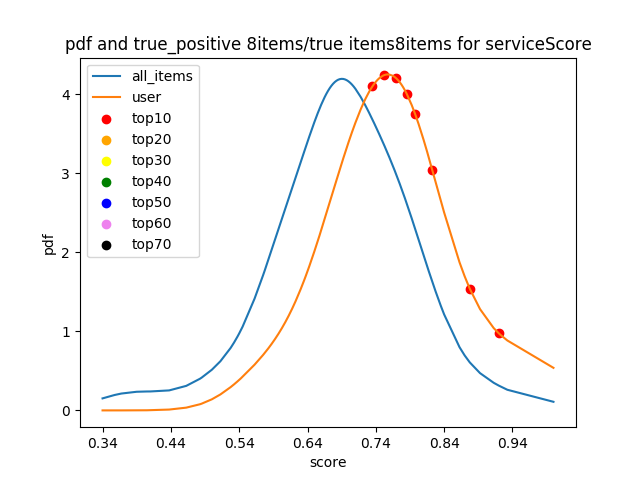 pdf and true_positive 8items/true items8items for serviceScore
all_items
user
top10
top20
top30
top40
top50
top60
top70
pdf
4
3
2
1
0
0.34 0.44 0.54 0.64 0.74 0.84 0.94
score